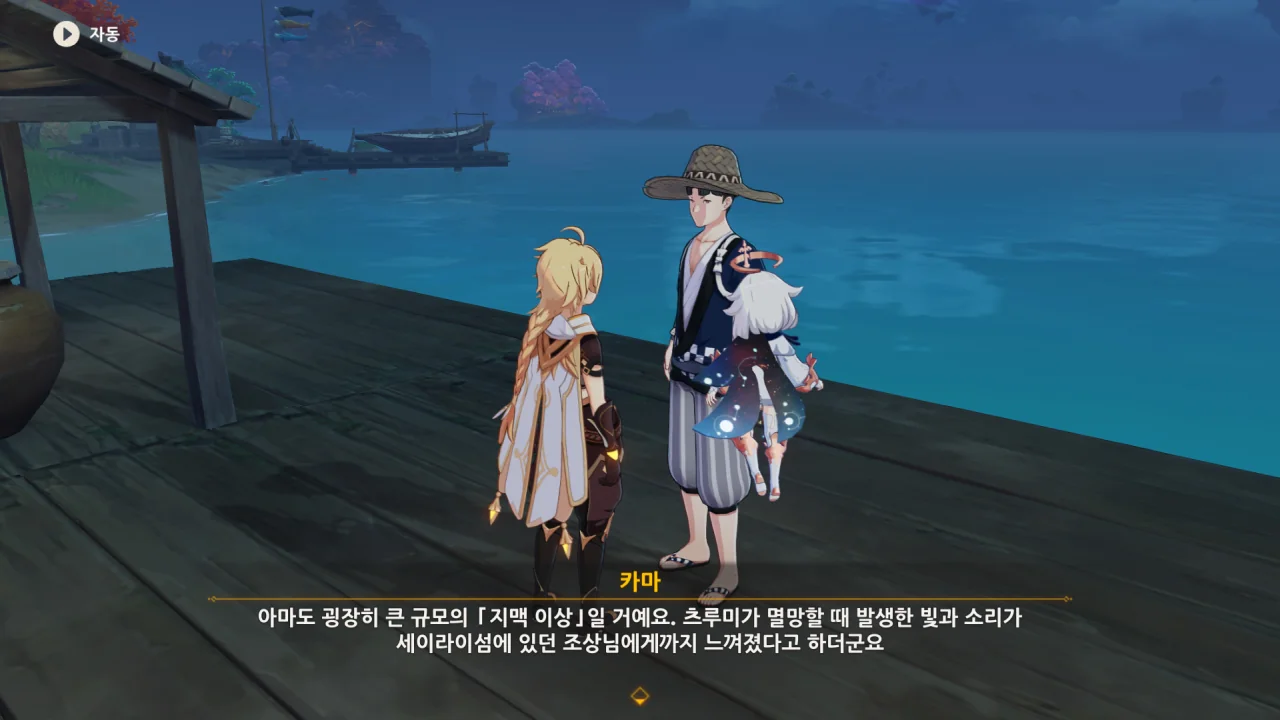 자동
카마
아마도 굉장히 큰 규모의 「지맥 이상」일 거예요. 츠루미가 멸망할 때 발생한 빛과 소리가
세이라이섬에 있던 조상님에게까지 느껴졌다고 하더군요